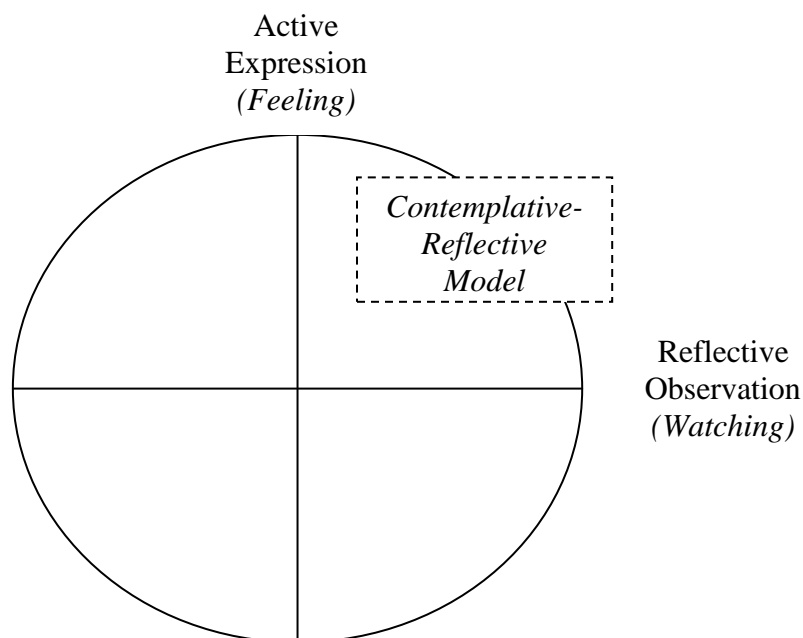 Active
Expression
(Feeling)
Contemplative-
Reflective
Model
Reflective
Observation
(Watching)